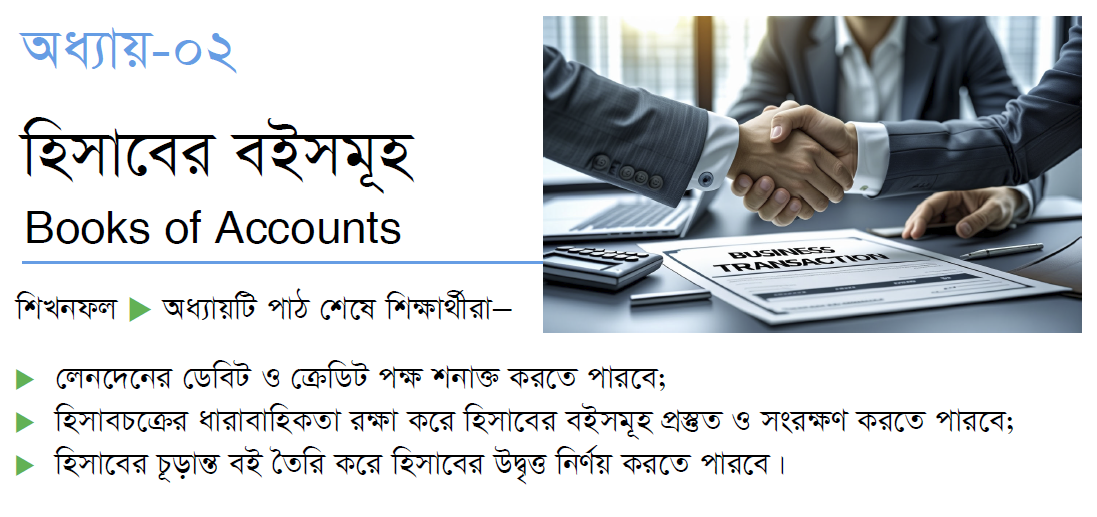 অধ্যায়-০২
হিসাবের বইসমূহ
Books of Accounts
শিখনফল ▶ অধ্যায়টি পাঠ শেষে শিক্ষার্থীরা–
▶ লেনদেনের ডেবিট ও ক্রেডিট পক্ষ শনাক্ত করতে পারবে;
▶ হিসাবচক্রের ধারাবাহিকতা রক্ষা করে হিসাবের বইসমূহ প্রস্তুত ও সংরক্ষণ করতে পারবে;
▶ হিসাবের চূড়ান্ত বই তৈরি করে হিসাবের উদ্বৃত্ত নির্ণয় করতে পারবে।
BUSINESS
TRANSACTION